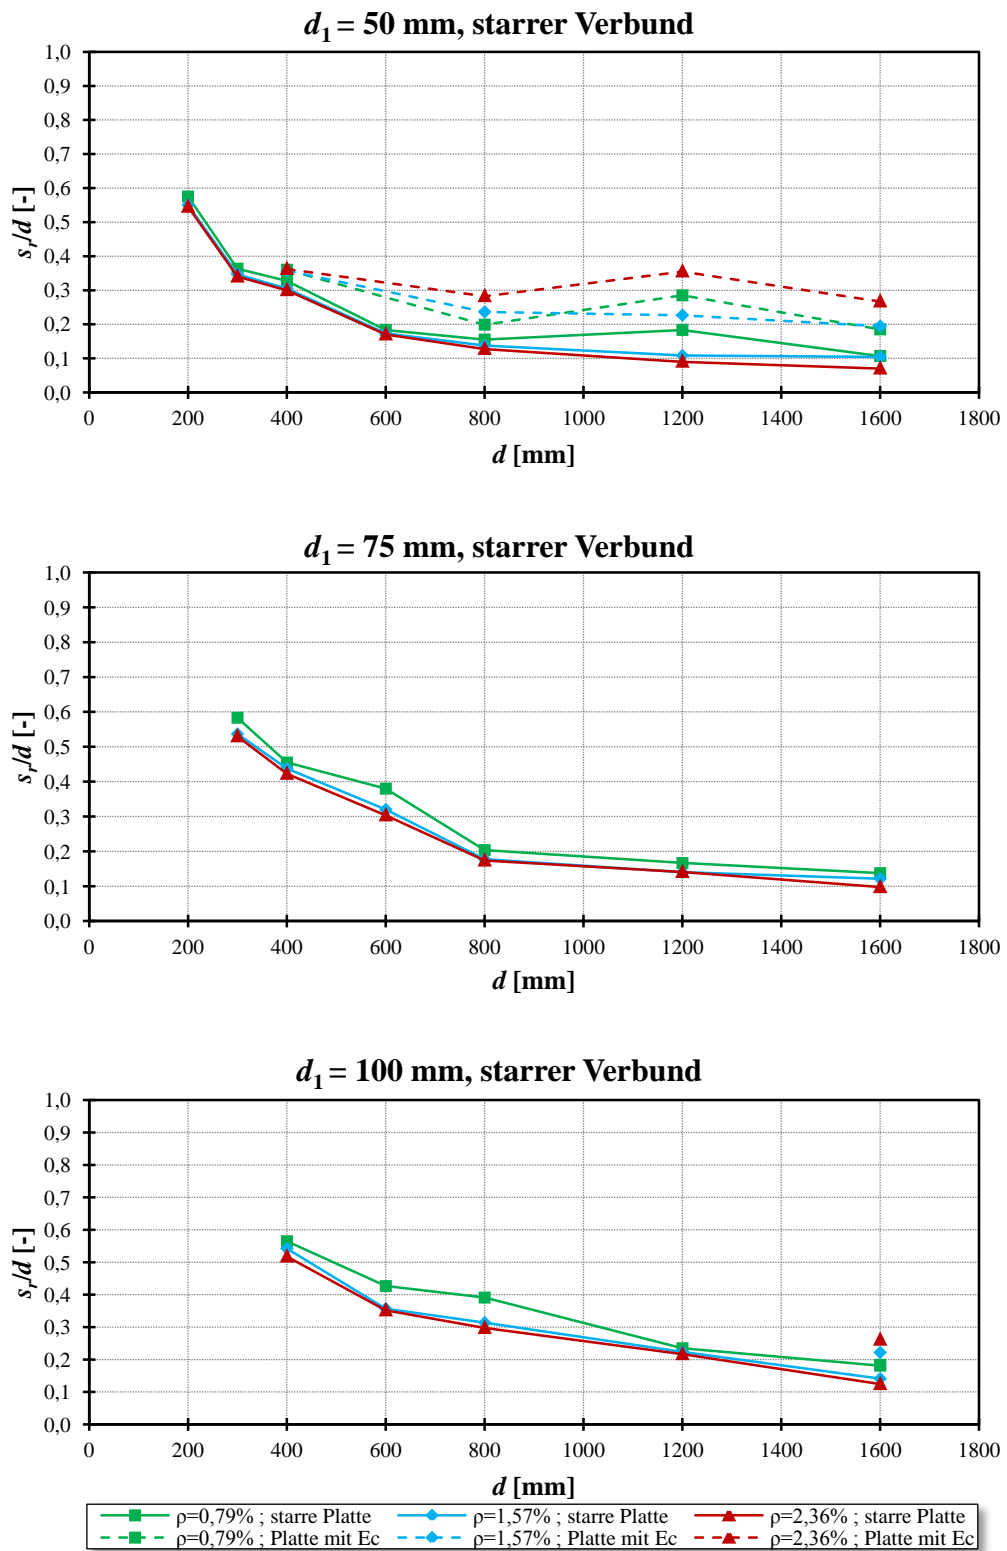 d1 = 50 mm, starrer Verbund
1,0
0,9
0,8
0,7
0,6
0,5
0,4
0,3
0,2
0,1
0,0
sr/d [-]
0 200 400 600 800 1000 1200 1400 1600 1800
d [mm]
d1 = 75 mm, starrer Verbund
1,0
0,9
0,8
0,7
0,6
0,5
0,4
0,3
0,2
0,1
0,0
sr/d [-]
0 200 400 600 800 1000 1200 1400 1600 1800
d [mm]
d1 = 100 mm, starrer Verbund
1,0
0,9
0,8
0,7
0,6
0,5
0,4
0,3
0,2
0,1
0,0
sr/d [-]
0 200 400 600 800 1000 1200 1400 1600 1800
d [mm]
ρ=0,79% ; starre Platte ρ=1,57% ; starre Platte ρ=2,36% ; starre Platte
ρ=0,79% ; Platte mit Ec ρ=1,57% ; Platte mit Ec ρ=2,36% ; Platte mit Ec